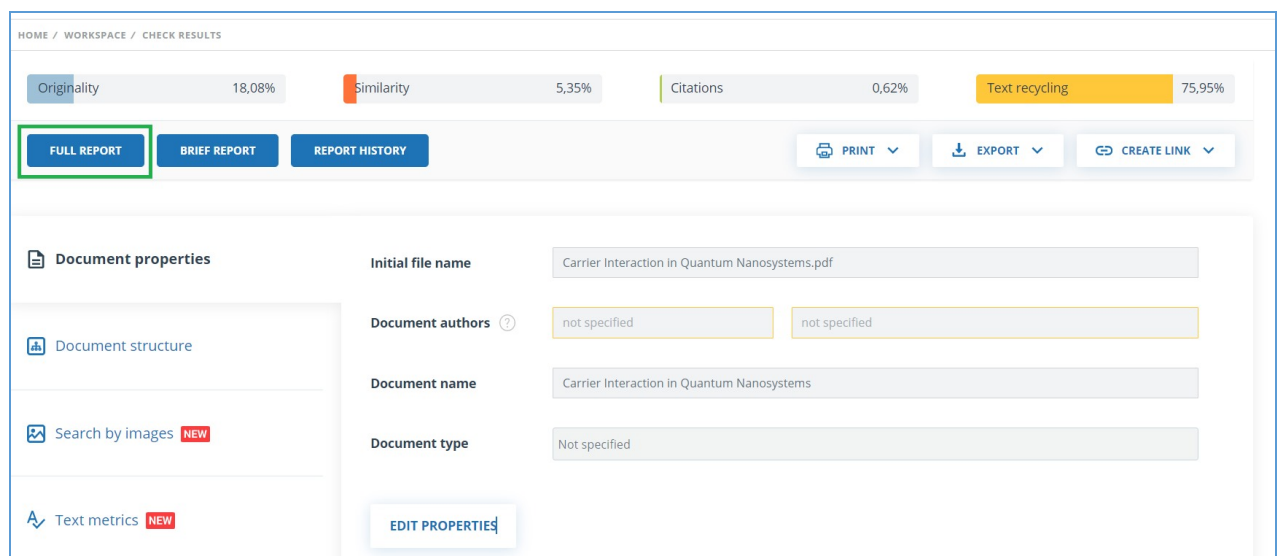 HOME / WORKSPACE / CHECK RESULTS
Originality 18,08% Similarity 5,35% Citations 0,62% Text recycling 75,95%
FULL REPORT BRIEF REPORT REPORT HISTORY PRINT EXPORT CREATE LINK
Document properties
Document structure
Search by images NEW
Text metrics NEW
Initial file name Carrier Interaction in Quantum Nanosystems.pdf
Document authors ? not specified not specified
Document name Carrier Interaction in Quantum Nanosystems
Document type Not specified
EDIT PROPERTIES